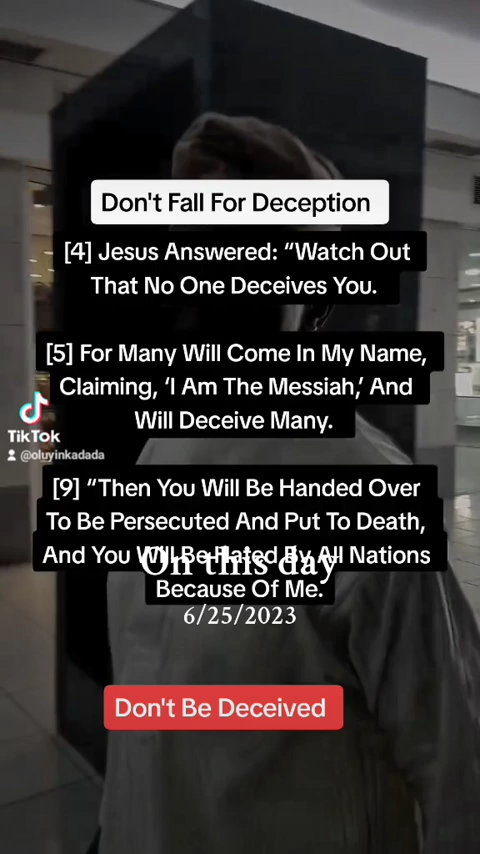 Don't Fall For Deception
[4] Jesus Answered: “Watch Out
That No One Deceives You.
[5] For Many Will Come In My Name,
Claiming, ‘I Am The Messiah,’ And
Will Deceive Many.
TikTok
@oluyinkadada
[9] “Then You Will Be Handed Over
To Be Persecuted And Put To Death,
And You Will Be Hated By All Nations
On this day
Because Of Me.
6/25/2023
Don't Be Deceived